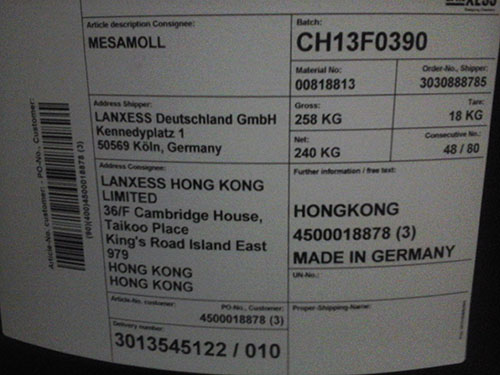 Article description Consignee:
MESAMOLL
Batch:
CH13F0390
Material No:
00818813
Order-No., Shipper:
3030888785
Address Shipper:
LANXESS Deutschland GmbH
Kennedyplatz 1
50569 Köln, Germany
Gross:
258 KG
Tare:
18 KG
Net:
240 KG
Consecutive No.:
48 / 80
Address Consignee:
LANXESS HONG KONG
LIMITED
36/F Cambridge House,
Taikoo Place
King's Road Island East
979
HONG KONG
HONG KONG
Further information / free text:
HONGKONG
4500018878 (3)
MADE IN GERMANY
UN-No.:
Article-No. customer:
PO-No., Customer:
4500018878 (3)
Proper-Shipping-Name:
Delivery number:
3013545122 / 010
Article-No. customer - PO-No., Customer:
(90)(400)4500018878 (3)